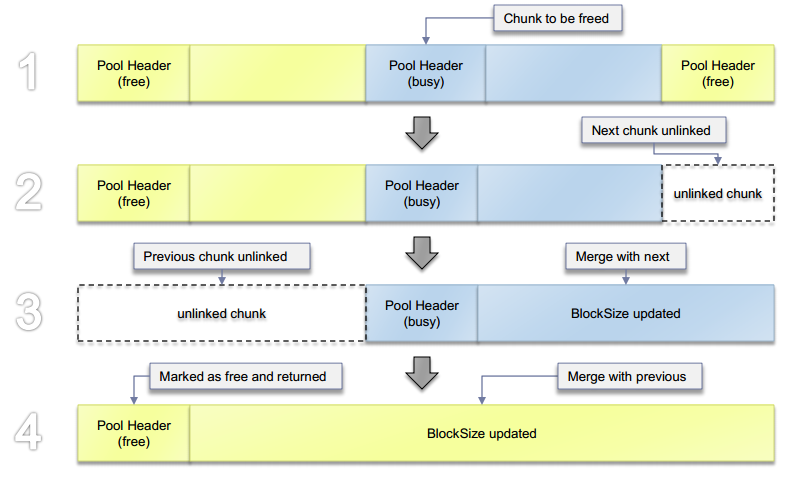 Chunk to be freed
1
Pool Header
(free)
Pool Header
(busy)
Pool Header
(free)
Next chunk unlinked
2
Pool Header
(free)
Pool Header
(busy)
unlinked chunk
Previous chunk unlinked
Merge with next
3
unlinked chunk
Pool Header
(busy)
BlockSize updated
Marked as free and returned
Merge with previous
4
Pool Header
(free)
BlockSize updated